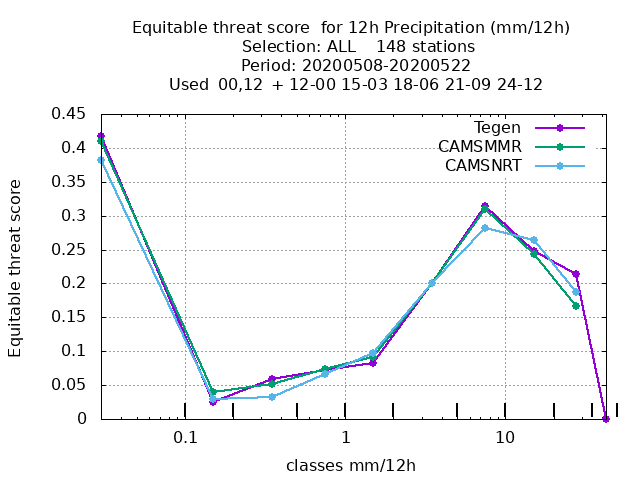 Equitable threat score  for 12h Precipitation (mm/12h)
Selection: ALL    148 stations
Period: 20200508-20200522
Used  00,12  + 12-00 15-03 18-06 21-09 24-12
Tegen
CAMSMMR
CAMSNRT
Equitable threat score
0.45
0.4
0.35
0.3
0.25
0.2
0.15
0.1
0.05
0
0.1 1 10
classes mm/12h